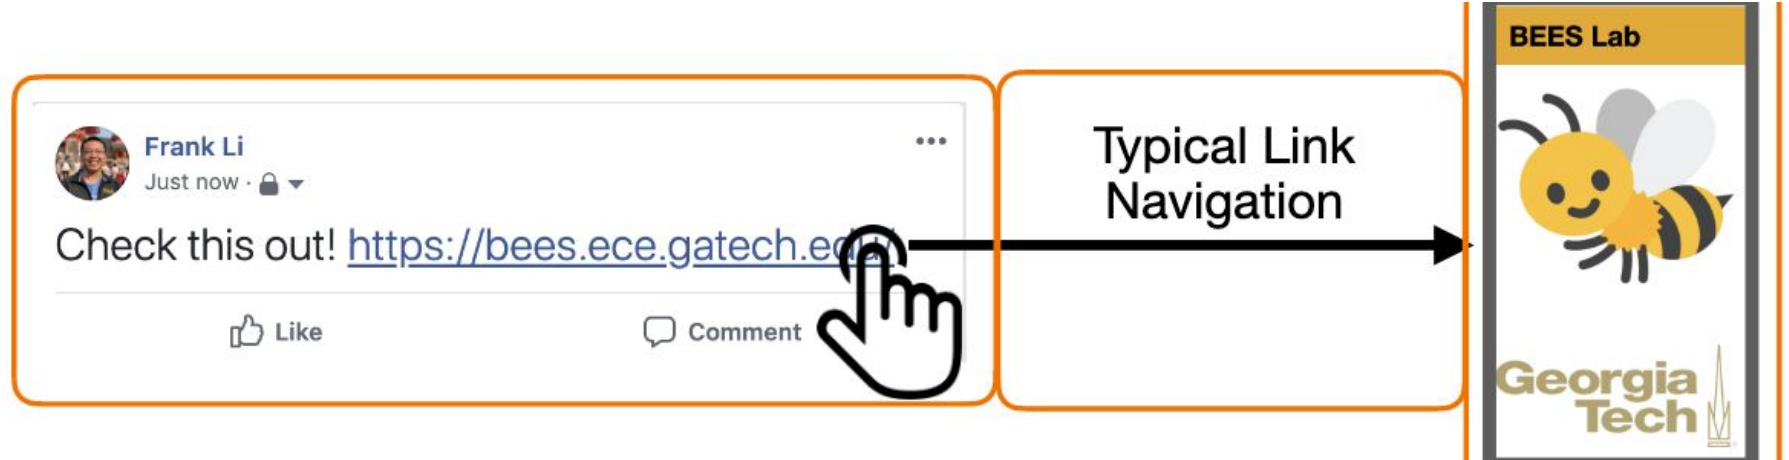 Frank Li
Just now ·
Check this out! https://bees.ece.gatech.edu/
Like
Comment
Typical Link
Navigation
BEES Lab
Georgia
Tech